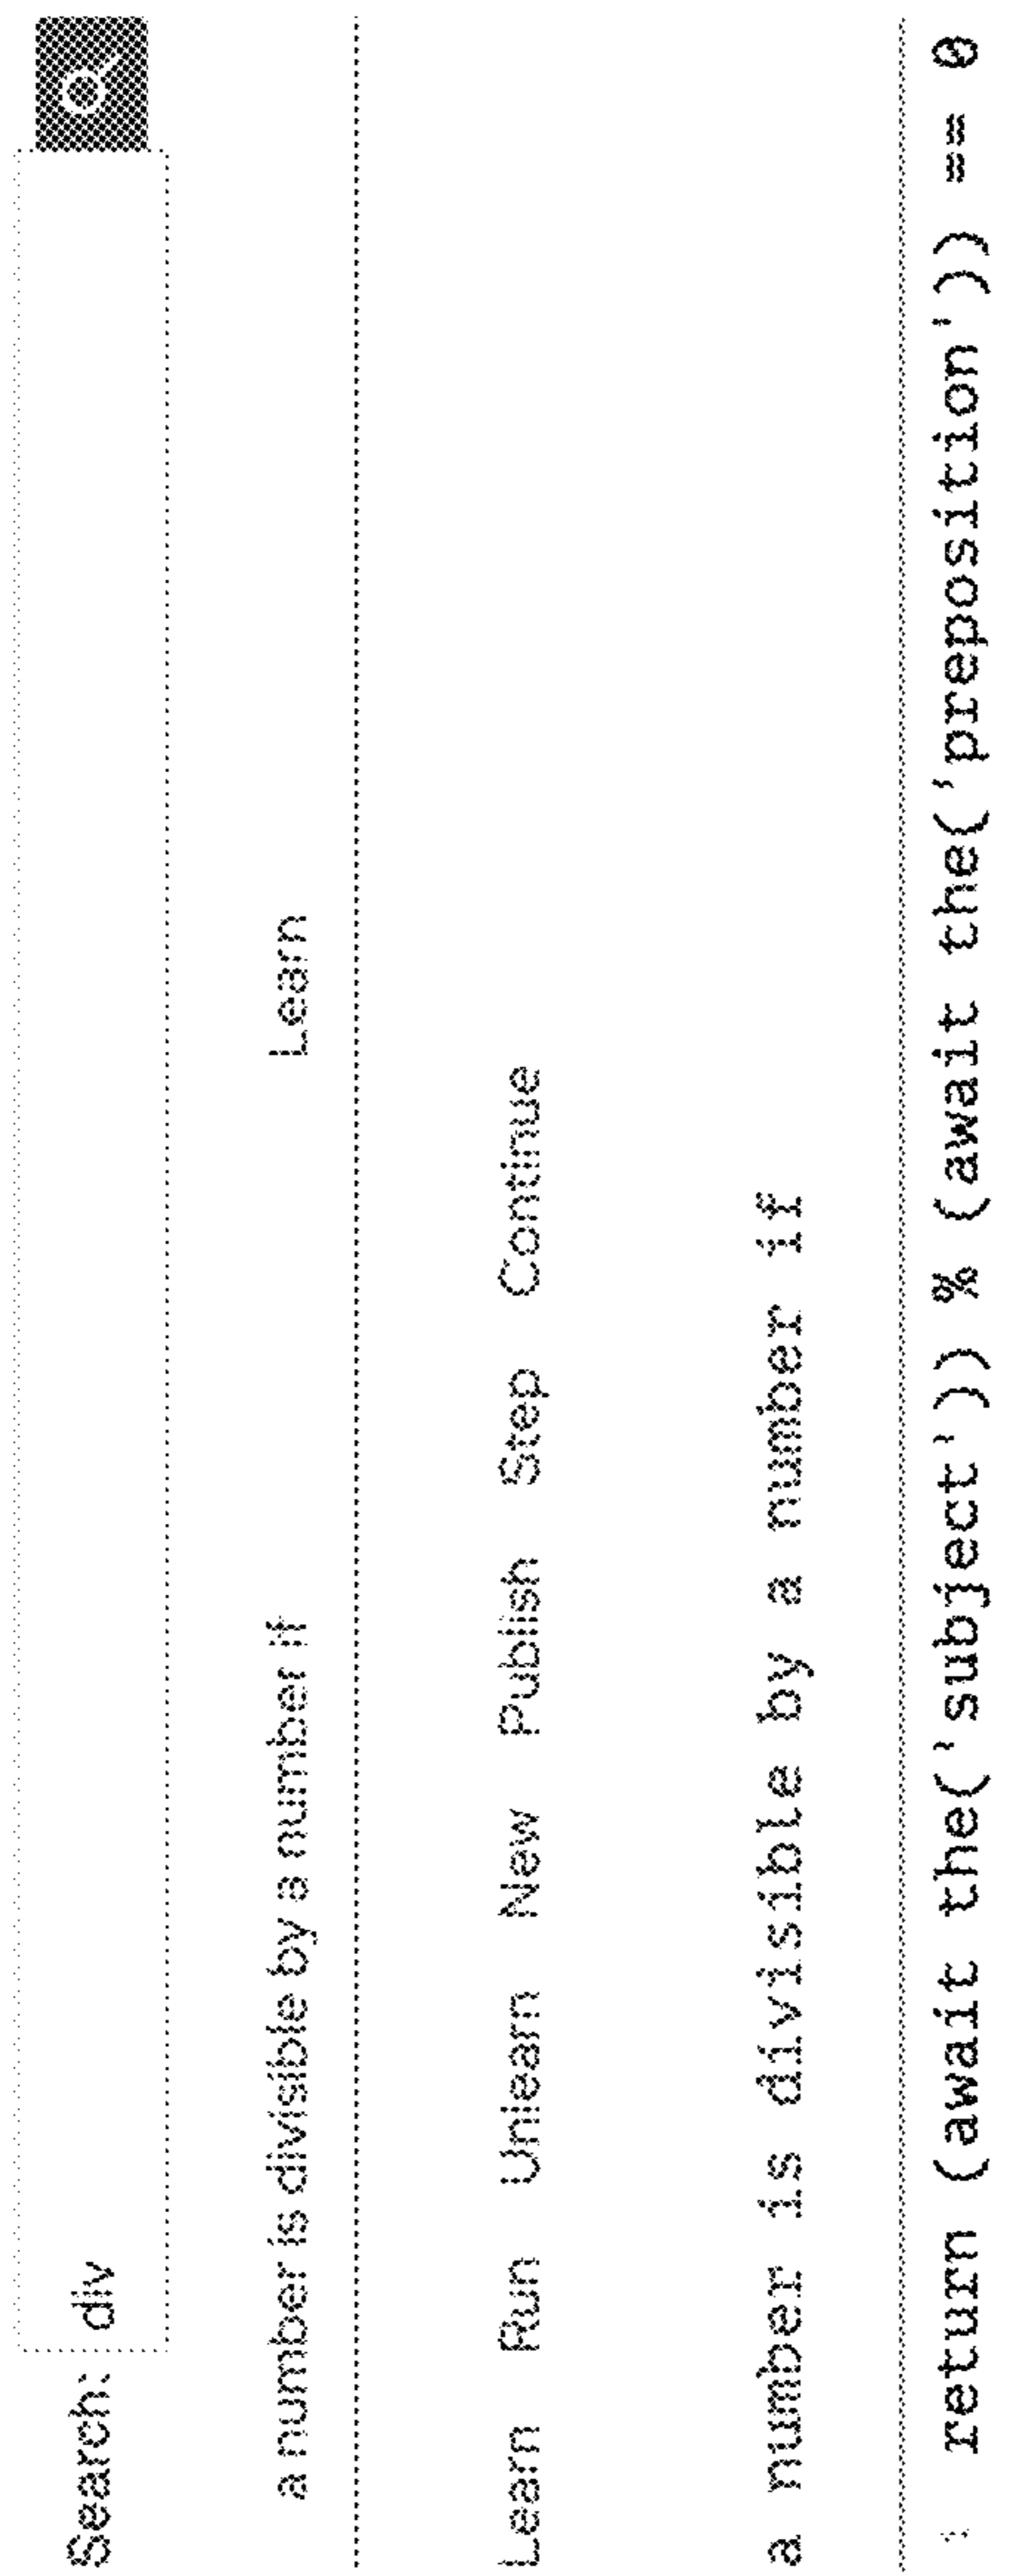 Search: div
a number is divisible by a number if Learn
Learn Run Unlearn New Publish Step Continue
a number is divisible by a number if
return (await the('subject')) % (await the('preposition')) == 0